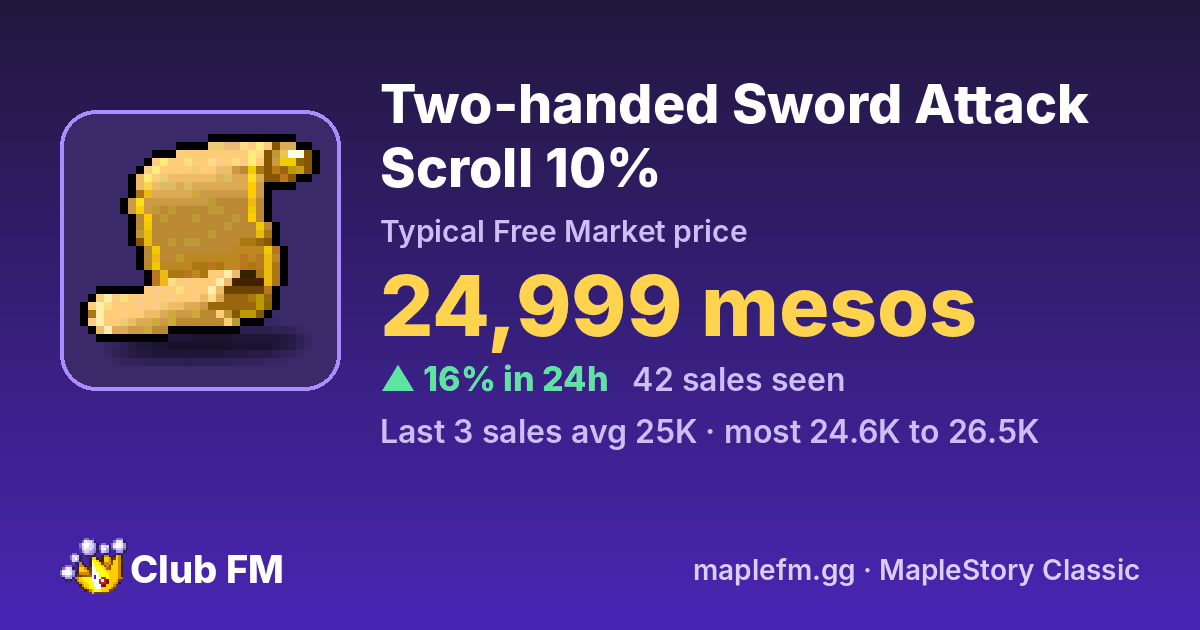 Two-handed Sword Attack
Scroll 10%
Typical Free Market price
24,999 mesos
▲ 16% in 24h 42 sales seen
Last 3 sales avg 25K · most 24.6K to 26.5K
Club FM
maplefm.gg · MapleStory Classic